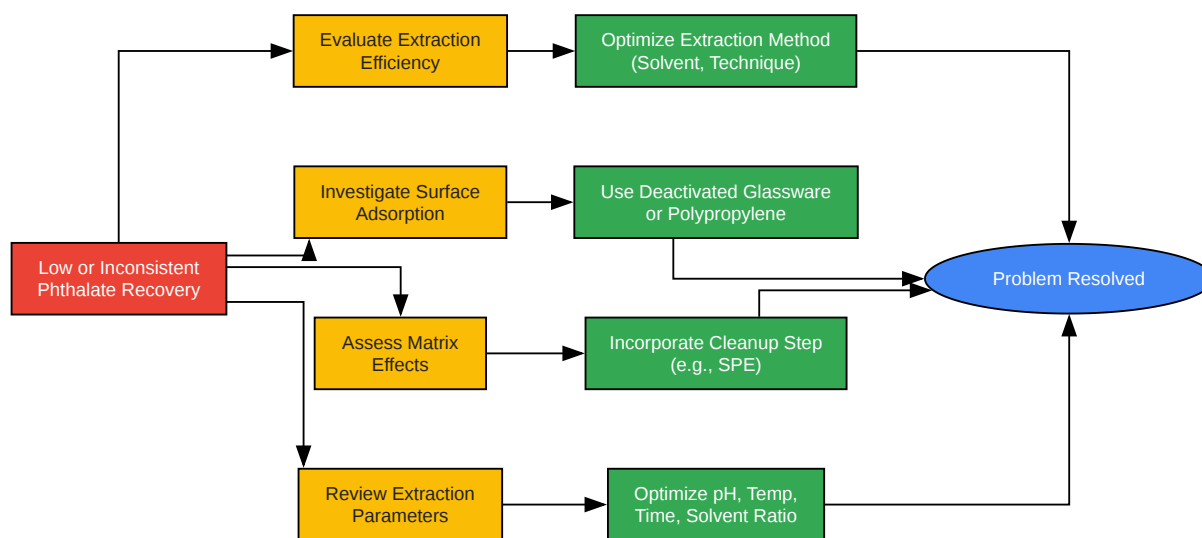 Evaluate Extraction
Efficiency
Optimize Extraction Method
(Solvent, Technique)
Investigate Surface
Adsorption
Use Deactivated Glassware
or Polypropylene
Low or Inconsistent
Phthalate Recovery
Problem Resolved
Assess Matrix
Effects
Incorporate Cleanup Step
(e.g., SPE)
Review Extraction
Parameters
Optimize pH, Temp,
Time, Solvent Ratio